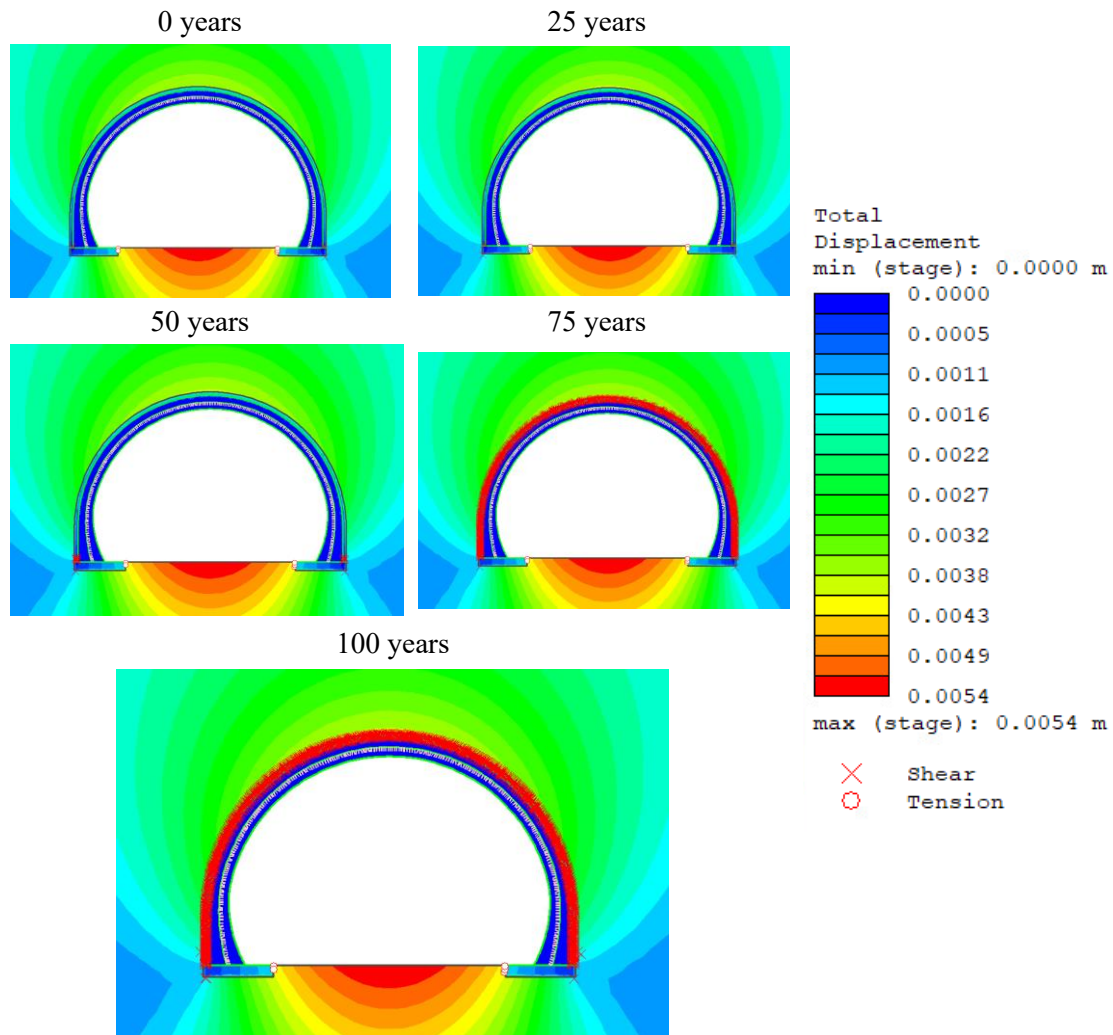 0 years
25 years
50 years
75 years
100 years
Total
Displacement
min (stage): 0.0000 m
0.0000
0.0005
0.0011
0.0016
0.0022
0.0027
0.0032
0.0038
0.0043
0.0049
0.0054
max (stage): 0.0054 m
Shear
Tension